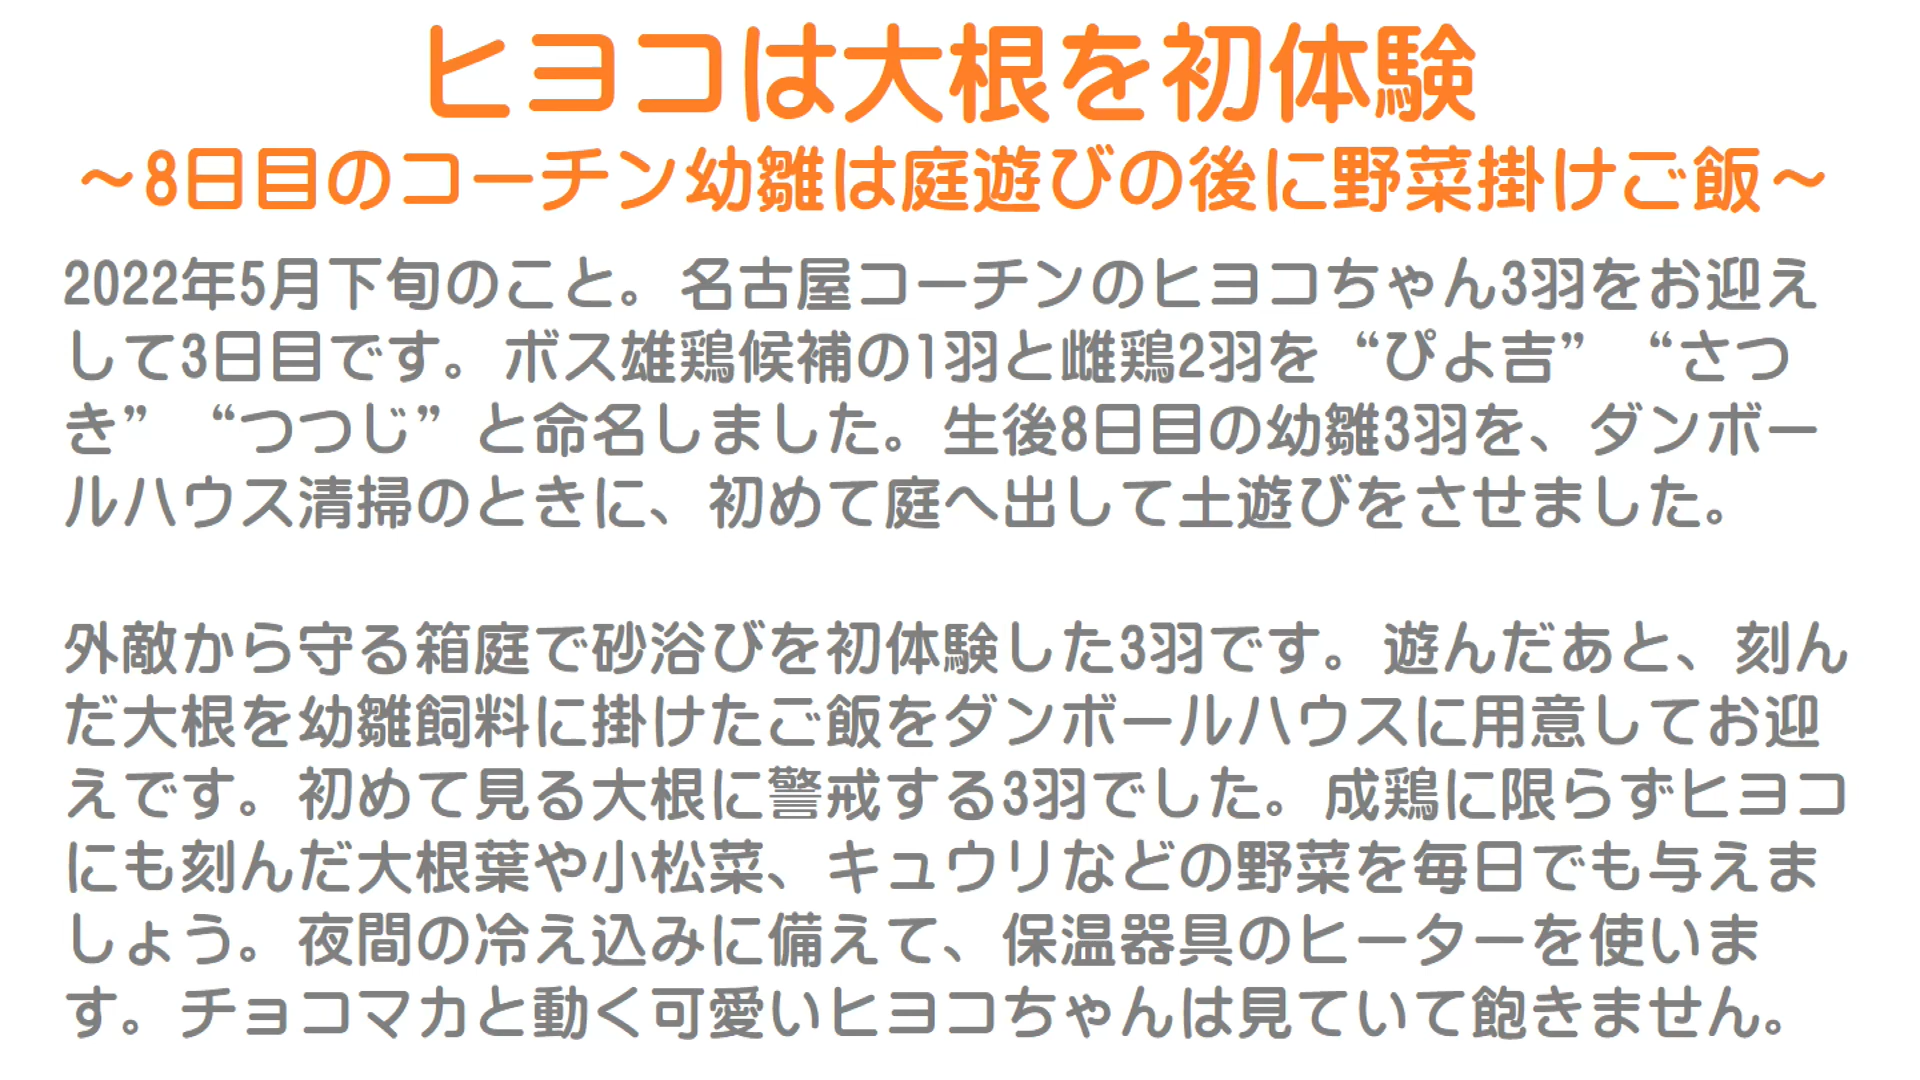 ヒヨコは大根を初体験
～8日目のコーチン幼雛は庭遊びの後に野菜掛けご飯～
2022年5月下旬のこと。名古屋コーチンのヒヨコちゃん3羽をお迎え
して3日目です。ボス雄鶏候補の1羽と雌鶏2羽を“ぴよ吉”“さつ
き”“つつじ”と命名しました。生後8日目の幼雛3羽を、ダンボー
ルハウス清掃のときに、初めて庭へ出して土遊びをさせました。
外敵から守る箱庭で砂浴びを初体験した3羽です。遊んだあと、刻ん
だ大根を幼雛飼料に掛けたご飯をダンボールハウスに用意してお迎
えです。初めて見る大根に警戒する3羽でした。成鶏に限らずヒヨコ
にも刻んだ大根葉や小松菜、キュウリなどの野菜を毎日でも与えま
しょう。夜間の冷え込みに備えて、保温器具のヒーターを使いま
す。チョコマカと動く可愛いヒヨコちゃんは見ていて飽きません。